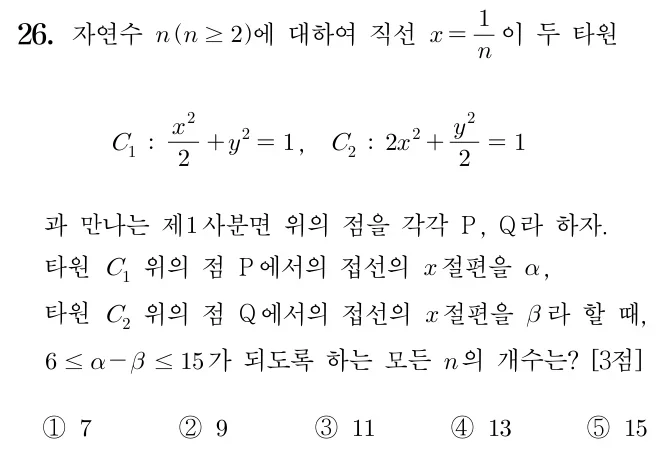 26. 자연수 n(n ≥ 2)에 대하여 직선 x = 1/n 이 두 타원
C₁ : x²/2 + y² = 1, C₂ : 2x² + y²/2 = 1
과 만나는 제1사분면 위의 점을 각각 P, Q라 하자.
타원 C₁ 위의 점 P에서의 접선의 x절편을 α,
타원 C₂ 위의 점 Q에서의 접선의 x절편을 β라 할 때,
6 ≤ α - β ≤ 15가 되도록 하는 모든 n의 개수는? [3점]
① 7 ② 9 ③ 11 ④ 13 ⑤ 15